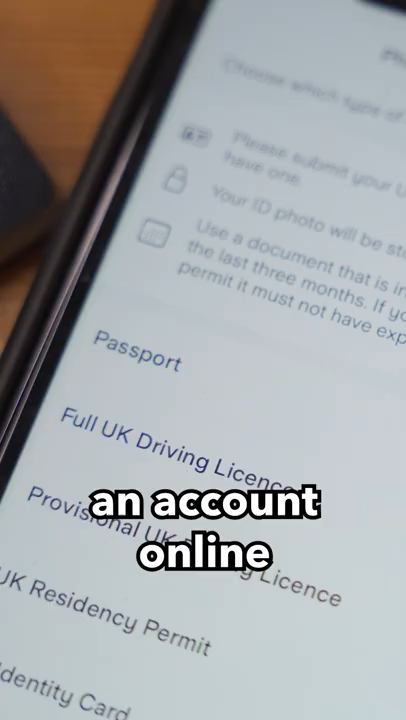 Choose which type of
Please submit your U
have one.
Your ID photo will be sto
Use a document that is in
the last three months. If yo
permit it must not have exp
Passport
Full UK Driving Licence
an account
online
Provisional UK Driving Licence
UK Residency Permit
Identity Card